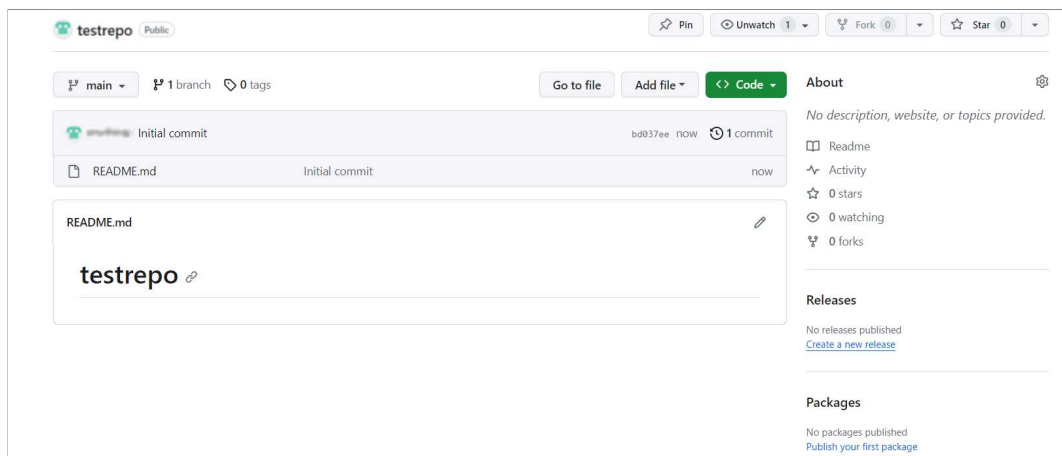 testrepo Public
Pin Unwatch 1 Fork 0 Star 0
main 1 branch 0 tags
Go to file Add file Code
Initial commit bd037ee now 1 commit
README.md Initial commit now
README.md
testrepo
About
No description, website, or topics provided.
Readme
Activity
0 stars
0 watching
0 forks
Releases
No releases published
Create a new release
Packages
No packages published
Publish your first package